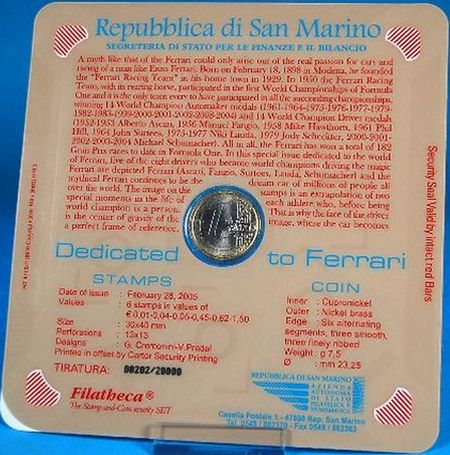 Repubblica di San Marino
SEGRETERIA DI STATO PER LE FINANZE E IL BILANCIO
A myth like that of the Ferrari could only arise out of the real passion for cars and
racing of a man like Enzo Ferrari. Born on February 18, 1898 in Modena, he founded
the "Ferrari Racing Team" in his home town in 1929. In 1950 the Ferrari Racing
Team, with its rearing horse, participated in the first World Championships of Formula
One and it is the only team every to have participated in all the succeeding championships,
winning 14 World Champion Automaker medals (1961-1964-1975-1976-1977-1979-
1982-1983-1999-2000-2001-2002-2003-2004) and 14 World Champion Driver medals
(1952-1953 Alberto Ascari, 1956 Manuel Fangio, 1958 Mike Hawthorn, 1961 Phil
Hill, 1964 John Surtees, 1975-1977 Niki Lauda, 1979 Jody Scheckter, 2000-2001-
2002-2003-2004 Michael Schumacher). All in all, the Ferrari has won a total of 182
Gran Prix races to date in Formula One. In this special issue dedicated to the world
of Ferrari, live of the eight drivers who became world champions driving the magic
Ferrari are depicted Ferrari (Ascari, Fangio, Surtees, Lauda, Schumacher) and the
mythical Ferrari continues to be the dream car of millions of people all
over the world. The image on the stamps is an extrapolation of two
special moments in the life of each addere who, before being
world champion is a person. That is why the face of the driver
is the center of gravity of the image, where the car becomes
a perfect frame of reference.
Dedicated to Ferrari
STAMPS
Date of issue : February 28, 2005
Values : 6 stamps in values of
€ 0,01-0,04-0,05-0,45-0,62-1,50
Size : 30x40 mm
Perforations : 13x13
Designs : G. Cremonini-V.Pradal
Printed in offset by Cartor Security Printing
TIRATURA: 00202/20000
Filatheca®
The Stamp-and-Coin novelty SET
COIN
Inner : Cupronickel
Outer : Nickel brass
Edge : Six alternating
segments, three smooth,
three finely ribbed
Weight : g 7,5
Ø : mm 23,25
REPUBBLICA DI SAN MARINO
AZIENDA
AUTONOMA
DI STATO
FILATELICA E
NUMISMATICA
Casella Postale 1 - 47890 Rep. San Marino
Tel. 0549 / 882370 - Fax 0549 / 882363
Security Seal Valid by intact red Bars
1
EURO